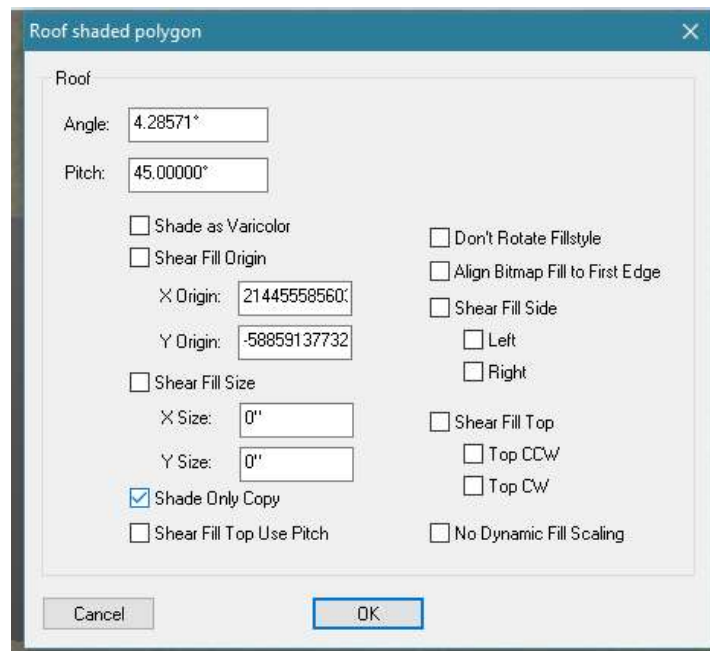 Roof shaded polygon
Roof
Angle: 4.28571°
Pitch: 45.00000°
Shade as Varicolor
Shear Fill Origin
X Origin: 21445558560
Y Origin: -58859137732
Shear Fill Size
X Size: 0"
Y Size: 0"
Shade Only Copy
Shear Fill Top Use Pitch
Don't Rotate Fillstyle
Align Bitmap Fill to First Edge
Shear Fill Side
Left
Right
Shear Fill Top
Top CCW
Top CW
No Dynamic Fill Scaling
Cancel OK